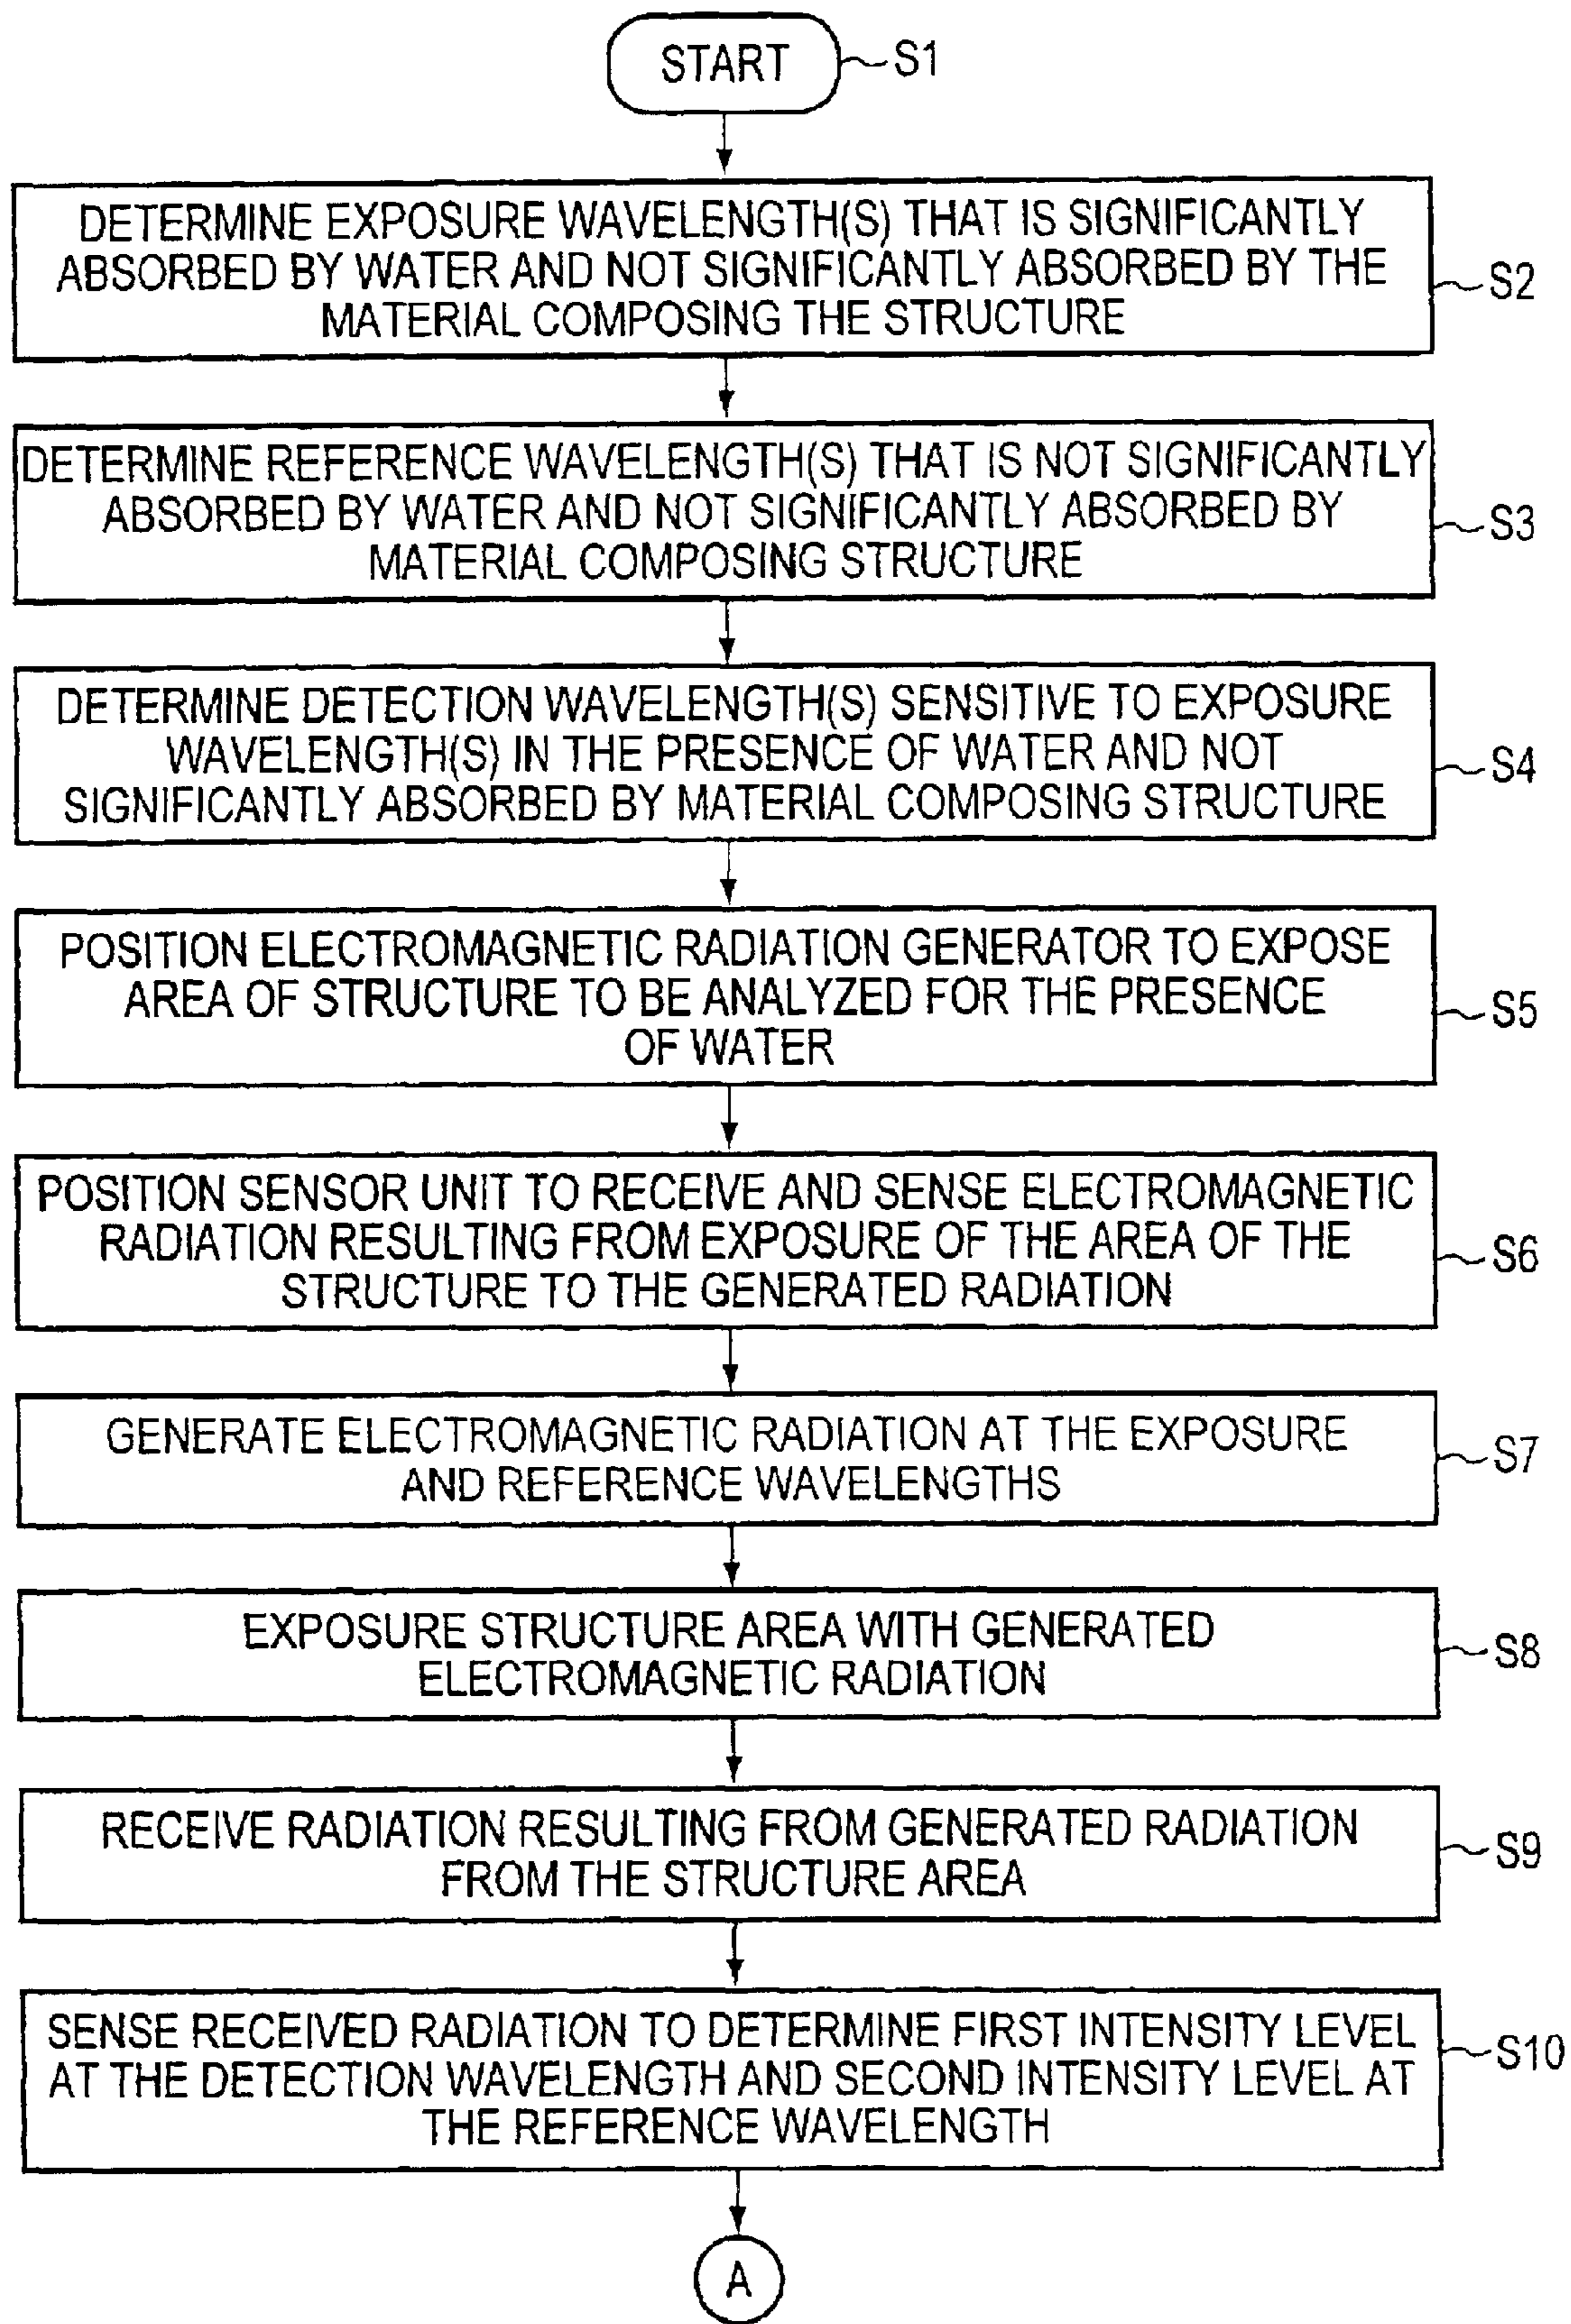 START
S1
DETERMINE EXPOSURE WAVELENGTH(S) THAT IS SIGNIFICANTLY
ABSORBED BY WATER AND NOT SIGNIFICANTLY ABSORBED BY THE
MATERIAL COMPOSING THE STRUCTURE
S2
DETERMINE REFERENCE WAVELENGTH(S) THAT IS NOT SIGNIFICANTLY
ABSORBED BY WATER AND NOT SIGNIFICANTLY ABSORBED BY
MATERIAL COMPOSING STRUCTURE
S3
DETERMINE DETECTION WAVELENGTH(S) SENSITIVE TO EXPOSURE
WAVELENGTH(S) IN THE PRESENCE OF WATER AND NOT
SIGNIFICANTLY ABSORBED BY MATERIAL COMPOSING STRUCTURE
S4
POSITION ELECTROMAGNETIC RADIATION GENERATOR TO EXPOSE
AREA OF STRUCTURE TO BE ANALYZED FOR THE PRESENCE
OF WATER
S5
POSITION SENSOR UNIT TO RECEIVE AND SENSE ELECTROMAGNETIC
RADIATION RESULTING FROM EXPOSURE OF THE AREA OF THE
STRUCTURE TO THE GENERATED RADIATION
S6
GENERATE ELECTROMAGNETIC RADIATION AT THE EXPOSURE
AND REFERENCE WAVELENGTHS
S7
EXPOSURE STRUCTURE AREA WITH GENERATED
ELECTROMAGNETIC RADIATION
S8
RECEIVE RADIATION RESULTING FROM GENERATED RADIATION
FROM THE STRUCTURE AREA
S9
SENSE RECEIVED RADIATION TO DETERMINE FIRST INTENSITY LEVEL
AT THE DETECTION WAVELENGTH AND SECOND INTENSITY LEVEL AT
THE REFERENCE WAVELENGTH
S10
A